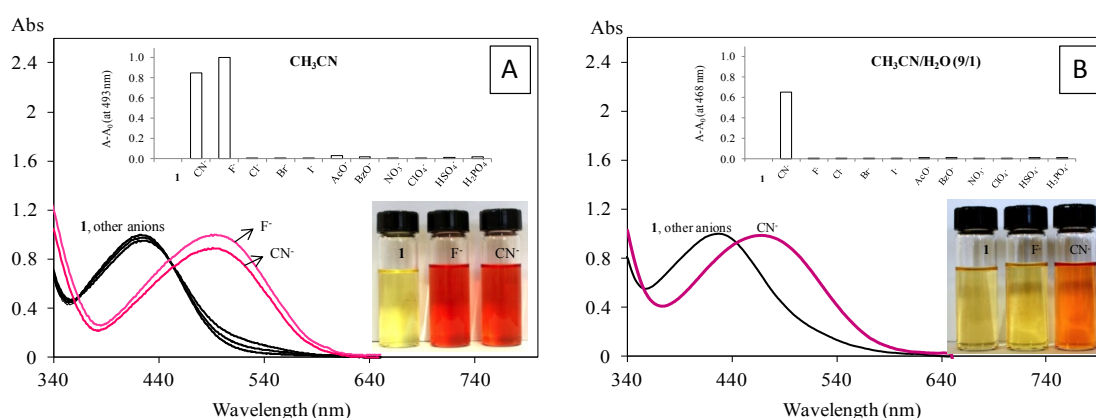 Abs
2.6
2
1.6
1.2
0.8
0.4
0
340
440
540
640
740
Wavelength (nm)
A
CH₃CN
A-A₀ (at 493 nm)
1.0
0.8
0.6
0.4
0.2
0.0
1
CN⁻
F⁻
Cl⁻
Br⁻
I⁻
AcO⁻
BzO⁻
NO₃⁻
ClO₄⁻
HSO₄⁻
H₂PO₄⁻
1, other anions
F⁻
CN⁻
1
F⁻
CN⁻
Abs
2.4
2
1.6
1.2
0.8
0.4
0
340
440
540
640
740
Wavelength (nm)
B
CH₃CN/H₂O (9/1)
A-A₀ (at 468 nm)
1.0
0.8
0.6
0.4
0.2
0.0
1
CN⁻
F⁻
Cl⁻
Br⁻
I⁻
AcO⁻
BzO⁻
NO₃⁻
ClO₄⁻
HSO₄⁻
H₂PO₄⁻
1, other anions
CN⁻
1
F⁻
CN⁻